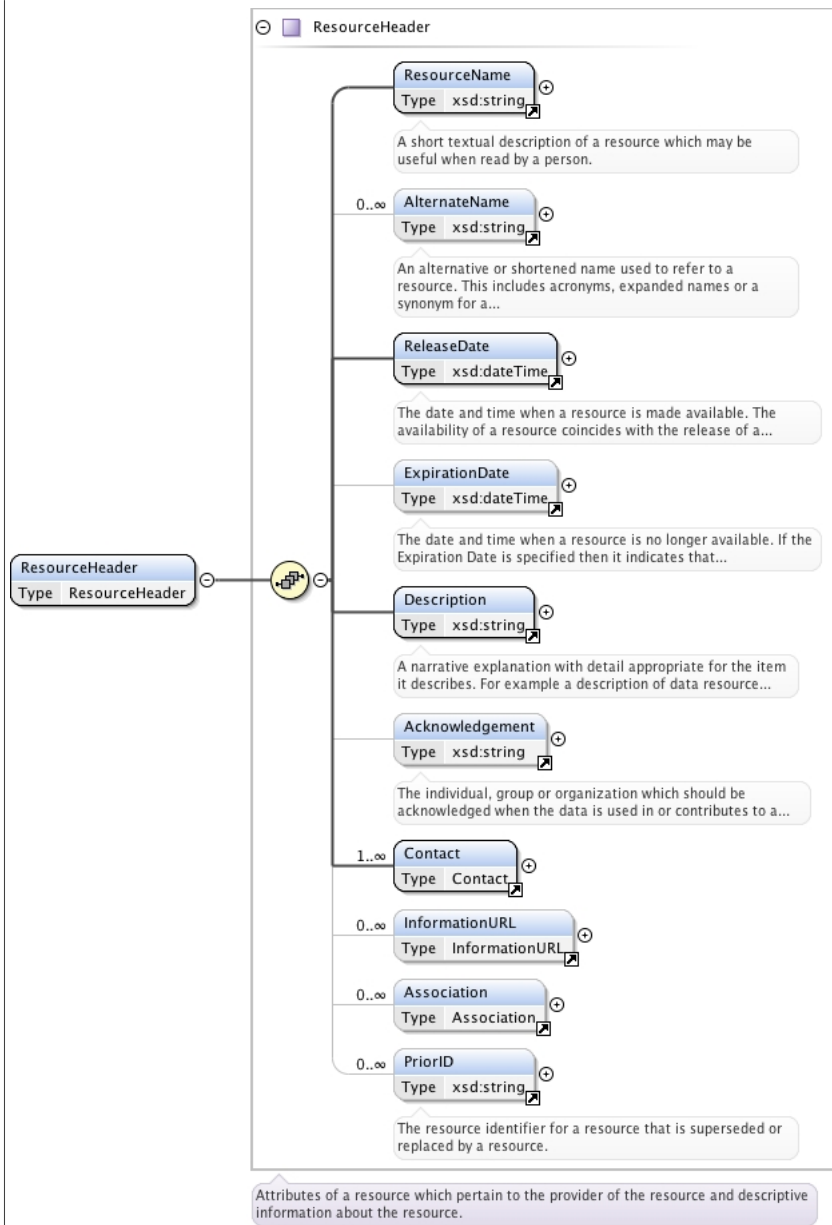 ResourceHeader
ResourceName
Type xsd:string
A short textual description of a resource which may be
useful when read by a person.
0..∞
AlternateName
Type xsd:string
An alternative or shortened name used to refer to a
resource. This includes acronyms, expanded names or a
synonym for a...
ReleaseDate
Type xsd:dateTime
The date and time when a resource is made available. The
availability of a resource coincides with the release of a...
ExpirationDate
Type xsd:dateTime
The date and time when a resource is no longer available. If the
Expiration Date is specified then it indicates that...
ResourceHeader
Type ResourceHeader
Description
Type xsd:string
A narrative explanation with detail appropriate for the item
it describes. For example a description of data resource...
Acknowledgement
Type xsd:string
The individual, group or organization which should be
acknowledged when the data is used in or contributes to a...
1..∞
Contact
Type Contact
0..∞
InformationURL
Type InformationURL
0..∞
Association
Type Association
0..∞
PriorID
Type xsd:string
The resource identifier for a resource that is superseded or
replaced by a resource.
Attributes of a resource which pertain to the provider of the resource and descriptive
information about the resource.